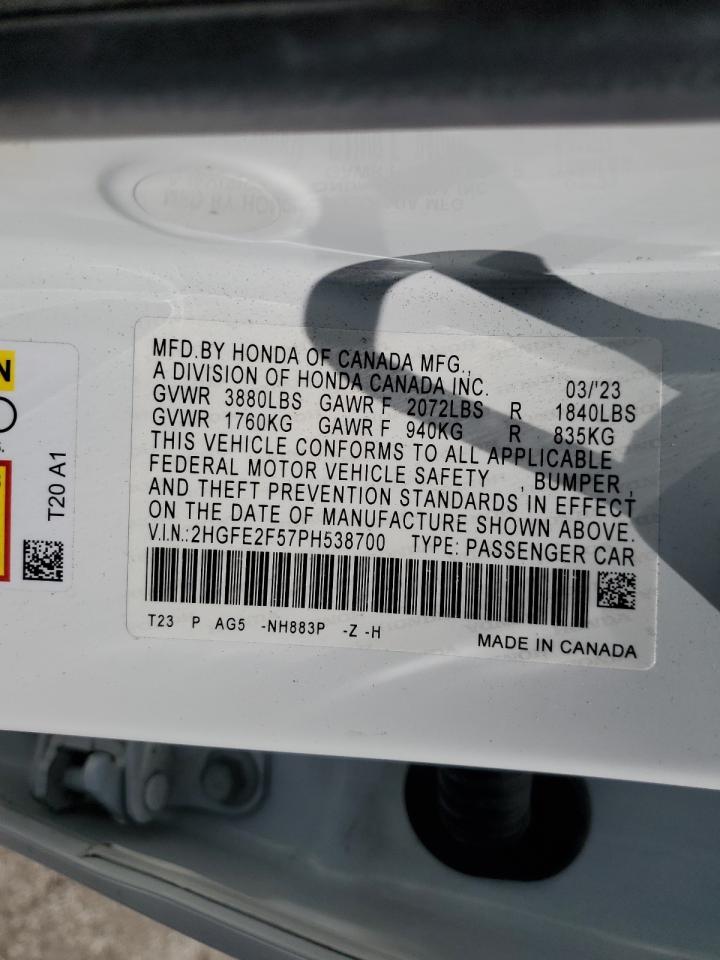 MFD.BY HONDA OF CANADA MFG.,
A DIVISION OF HONDA CANADA INC. 03/'23
GVWR 3880LBS GAWR F 2072LBS R 1840LBS
GVWR 1760KG GAWR F 940KG R 835KG
THIS VEHICLE CONFORMS TO ALL APPLICABLE
FEDERAL MOTOR VEHICLE SAFETY , BUMPER ,
AND THEFT PREVENTION STANDARDS IN EFFECT
ON THE DATE OF MANUFACTURE SHOWN ABOVE.
V.I.N.:2HGFE2F57PH538700 TYPE: PASSENGER CAR
T23 P AG5 -NH883P -Z -H
MADE IN CANADA
T20 A1
N